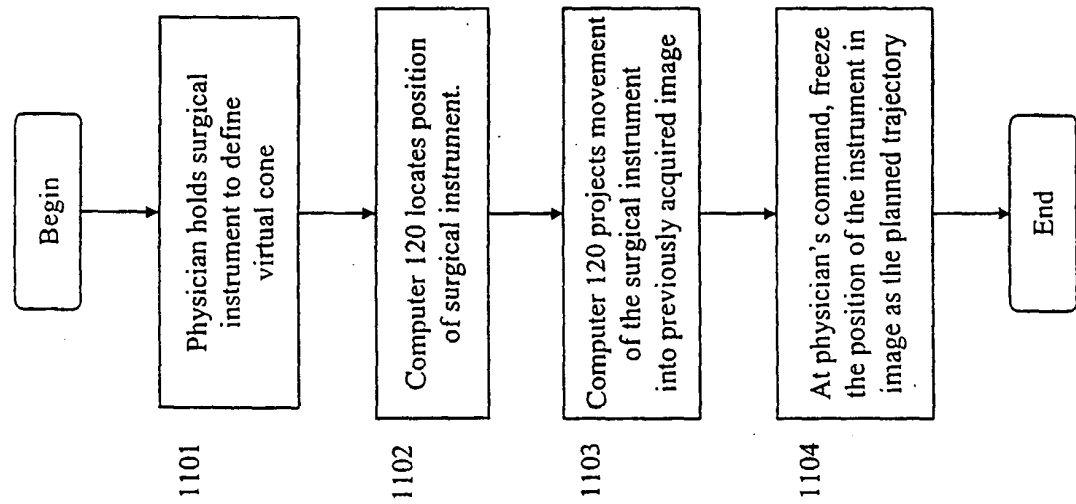 Begin
1101
Physician holds surgical
instrument to define
virtual cone
1102
Computer 120 locates position
of surgical instrument.
1103
Computer 120 projects movement
of the surgical instrument
into previously acquired image
1104
At physician's command, freeze
the position of the instrument in
image as the planned trajectory
End